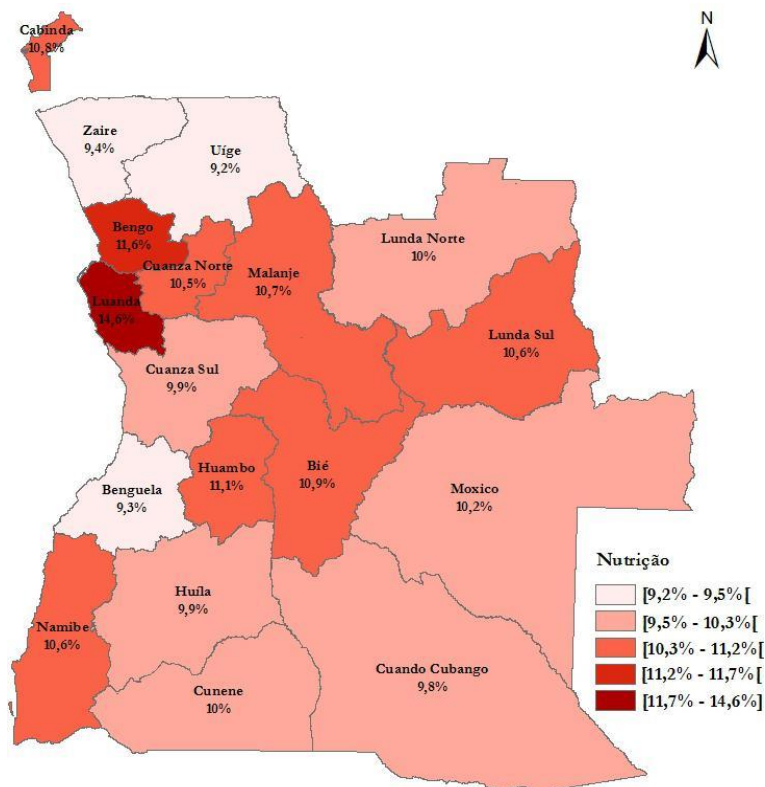 Cabinda
10,8%
N
Zaire
9,4%
Uíge
9,2%
Bengo
11,6%
Cuanza Norte
10,5%
Malanje
10,7%
Lunda Norte
10%
Luanda
14,6%
Lunda Sul
10,6%
Cuanza Sul
9,9%
Huambo
11,1%
Bié
10,9%
Benguela
9,3%
Moxico
10,2%
Huíla
9,9%
Namibe
10,6%
Cunene
10%
Cuando Cubango
9,8%
Nutrição
[9,2% - 9,5%[
[9,5% - 10,3%[
[10,3% - 11,2%[
[11,2% - 11,7%[
[11,7% - 14,6%]